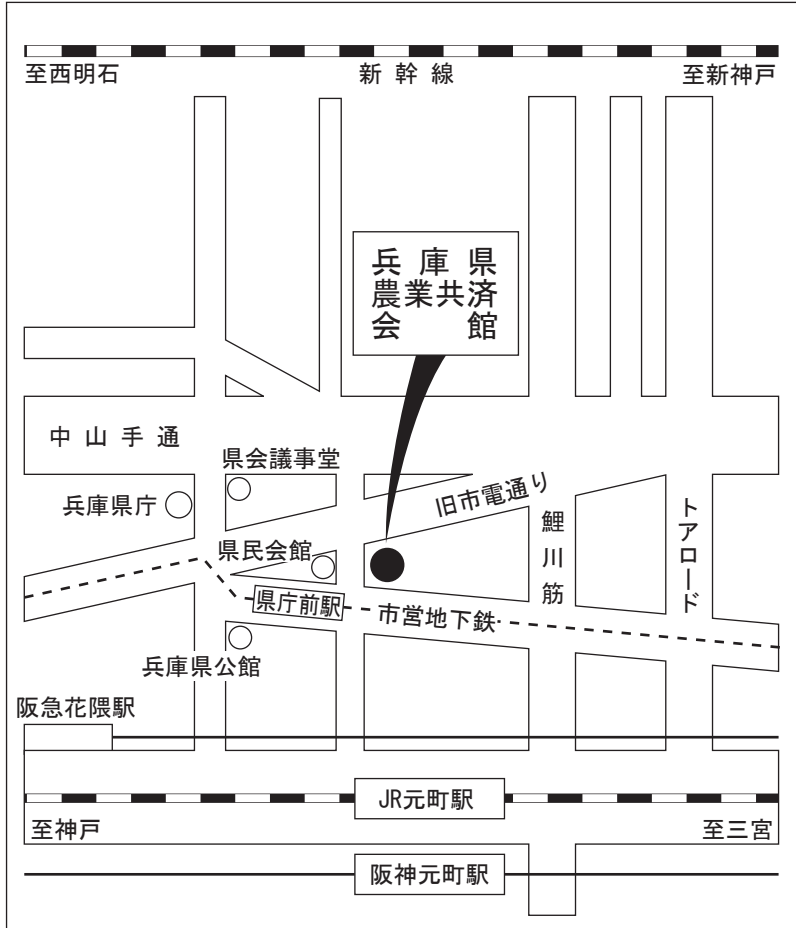 至西明石
新幹線
至新神戸
兵庫県
農業共済
会館
中山手通
県会議事堂
兵庫県庁
旧市電通り
鯉川筋
トアロード
県民会館
県庁前駅
市営地下鉄
兵庫県公館
阪急花隈駅
JR元町駅
至神戸
至三宮
阪神元町駅